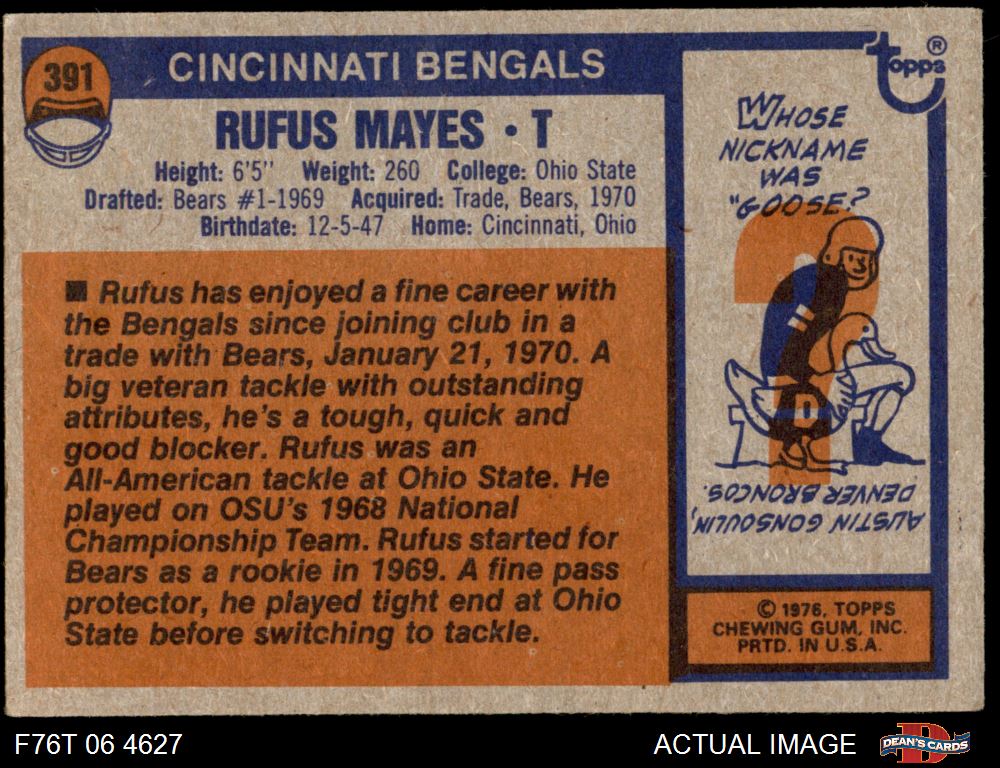 391
CINCINNATI BENGALS
RUFUS MAYES • T
Height: 6'5" Weight: 260 College: Ohio State
Drafted: Bears #1-1969 Acquired: Trade, Bears, 1970
Birthdate: 12-5-47 Home: Cincinnati, Ohio
■ Rufus has enjoyed a fine career with
the Bengals since joining club in a
trade with Bears, January 21, 1970. A
big veteran tackle with outstanding
attributes, he's a tough, quick and
good blocker. Rufus was an
All-American tackle at Ohio State. He
played on OSU's 1968 National
Championship Team. Rufus started for
Bears as a rookie in 1969. A fine pass
protector, he played tight end at Ohio
State before switching to tackle.
Topps ®
WHOSE
NICKNAME
WAS
"GOOSE?
?
AUSTIN GONSOULIN,
DENVER BRONCOS.
© 1976. TOPPS
CHEWING GUM, INC.
PRTD. IN U.S.A.
F76T 06 4627
ACTUAL IMAGE
DEAN'S CARDS